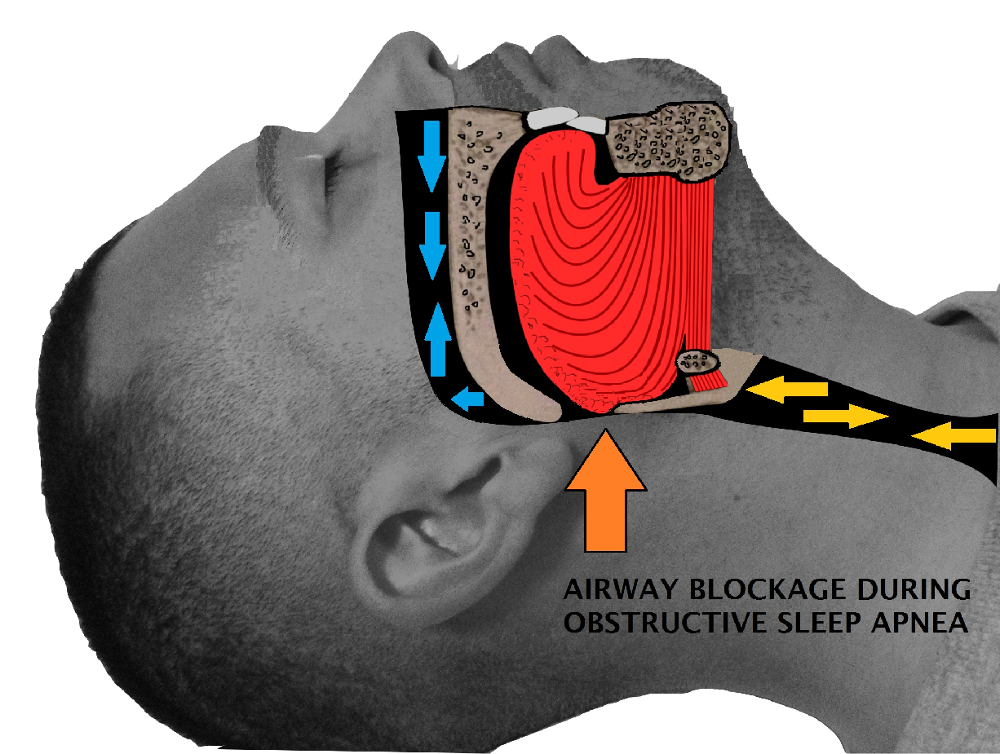 AIRWAY BLOCKAGE DURING
OBSTRUCTIVE SLEEP APNEA